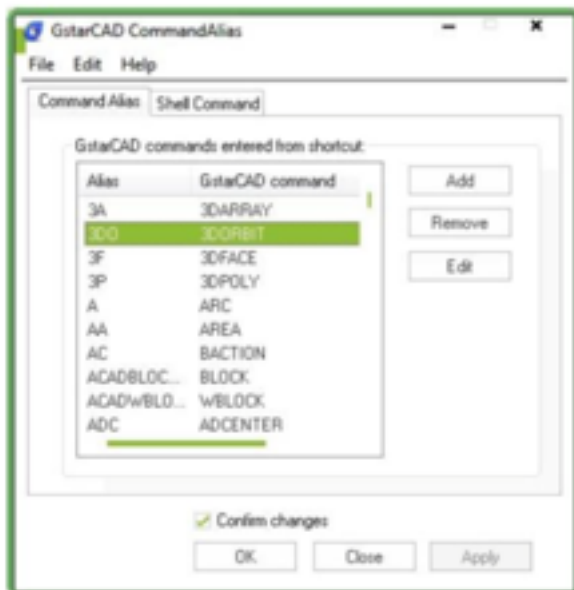 GstarCAD CommandAlias
File Edit Help
Command Alias Shell Command
GstarCAD commands entered from shortcut:
Alias GstarCAD command
3A 3DARRAY
3DO 3DORBIT
3F 3DFACE
3P 3DPOLY
A ARC
AA AREA
AC BACTION
ACADBLOC... BLOCK
ACADWBLO... WBLOCK
ADC ADCENTER
Add
Remove
Edit
Confirm changes
OK Close Apply